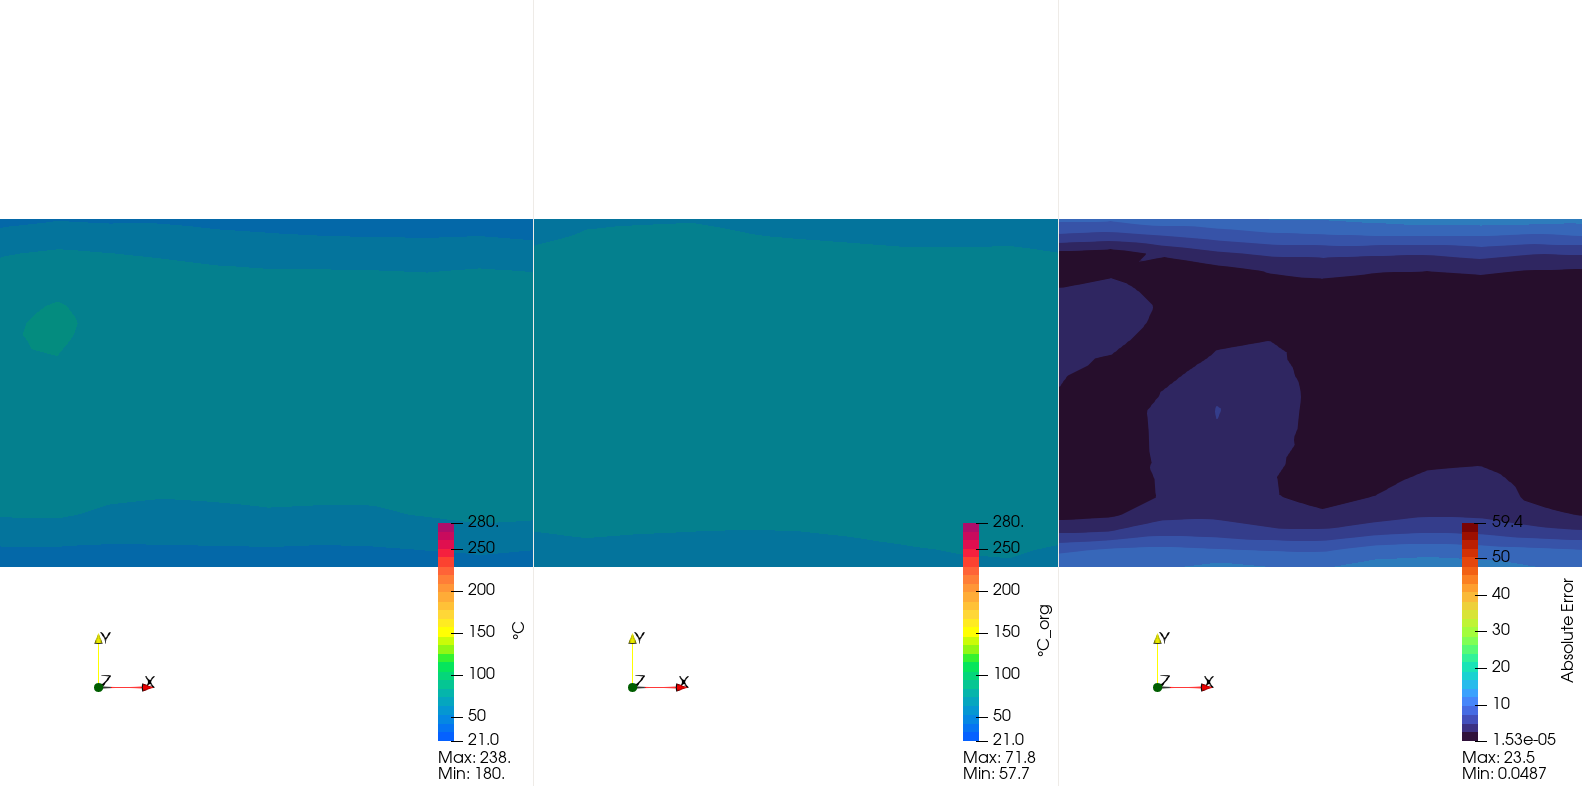 280.
250
200
150
100
50
21.0
°C
Max: 238.
Min: 180.
Y
Z
X
280.
250
200
150
100
50
21.0
°C_org
Max: 71.8
Min: 57.7
Y
Z
X
59.4
50
40
30
20
10
1.53e-05
Absolute Error
Max: 23.5
Min: 0.0487
Y
Z
X